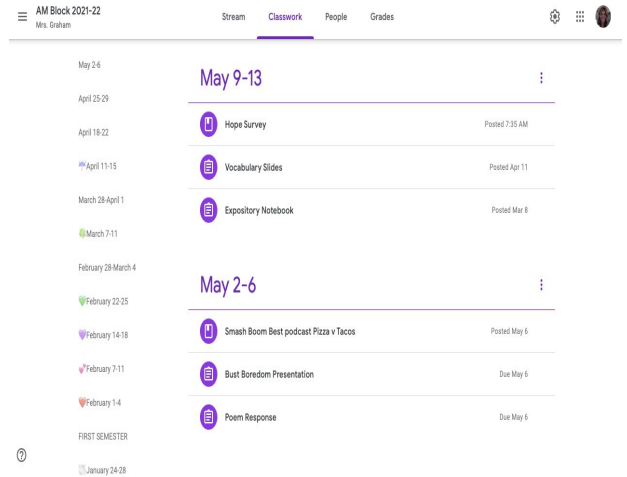 AM Block 2021-22
Mrs. Graham
Stream Classwork People Grades
May 2-6
April 25-29
April 18-22
April 11-15
March 28-April 1
March 7-11
February 28-March 4
February 22-25
February 14-18
February 7-11
February 1-4
FIRST SEMESTER
January 24-28
May 9-13
Hope Survey Posted 7:35 AM
Vocabulary Slides Posted Apr 11
Expository Notebook Posted Mar 8
May 2-6
Smash Boom Best podcast Pizza v Tacos Posted May 6
Bust Boredom Presentation Due May 6
Poem Response Due May 6